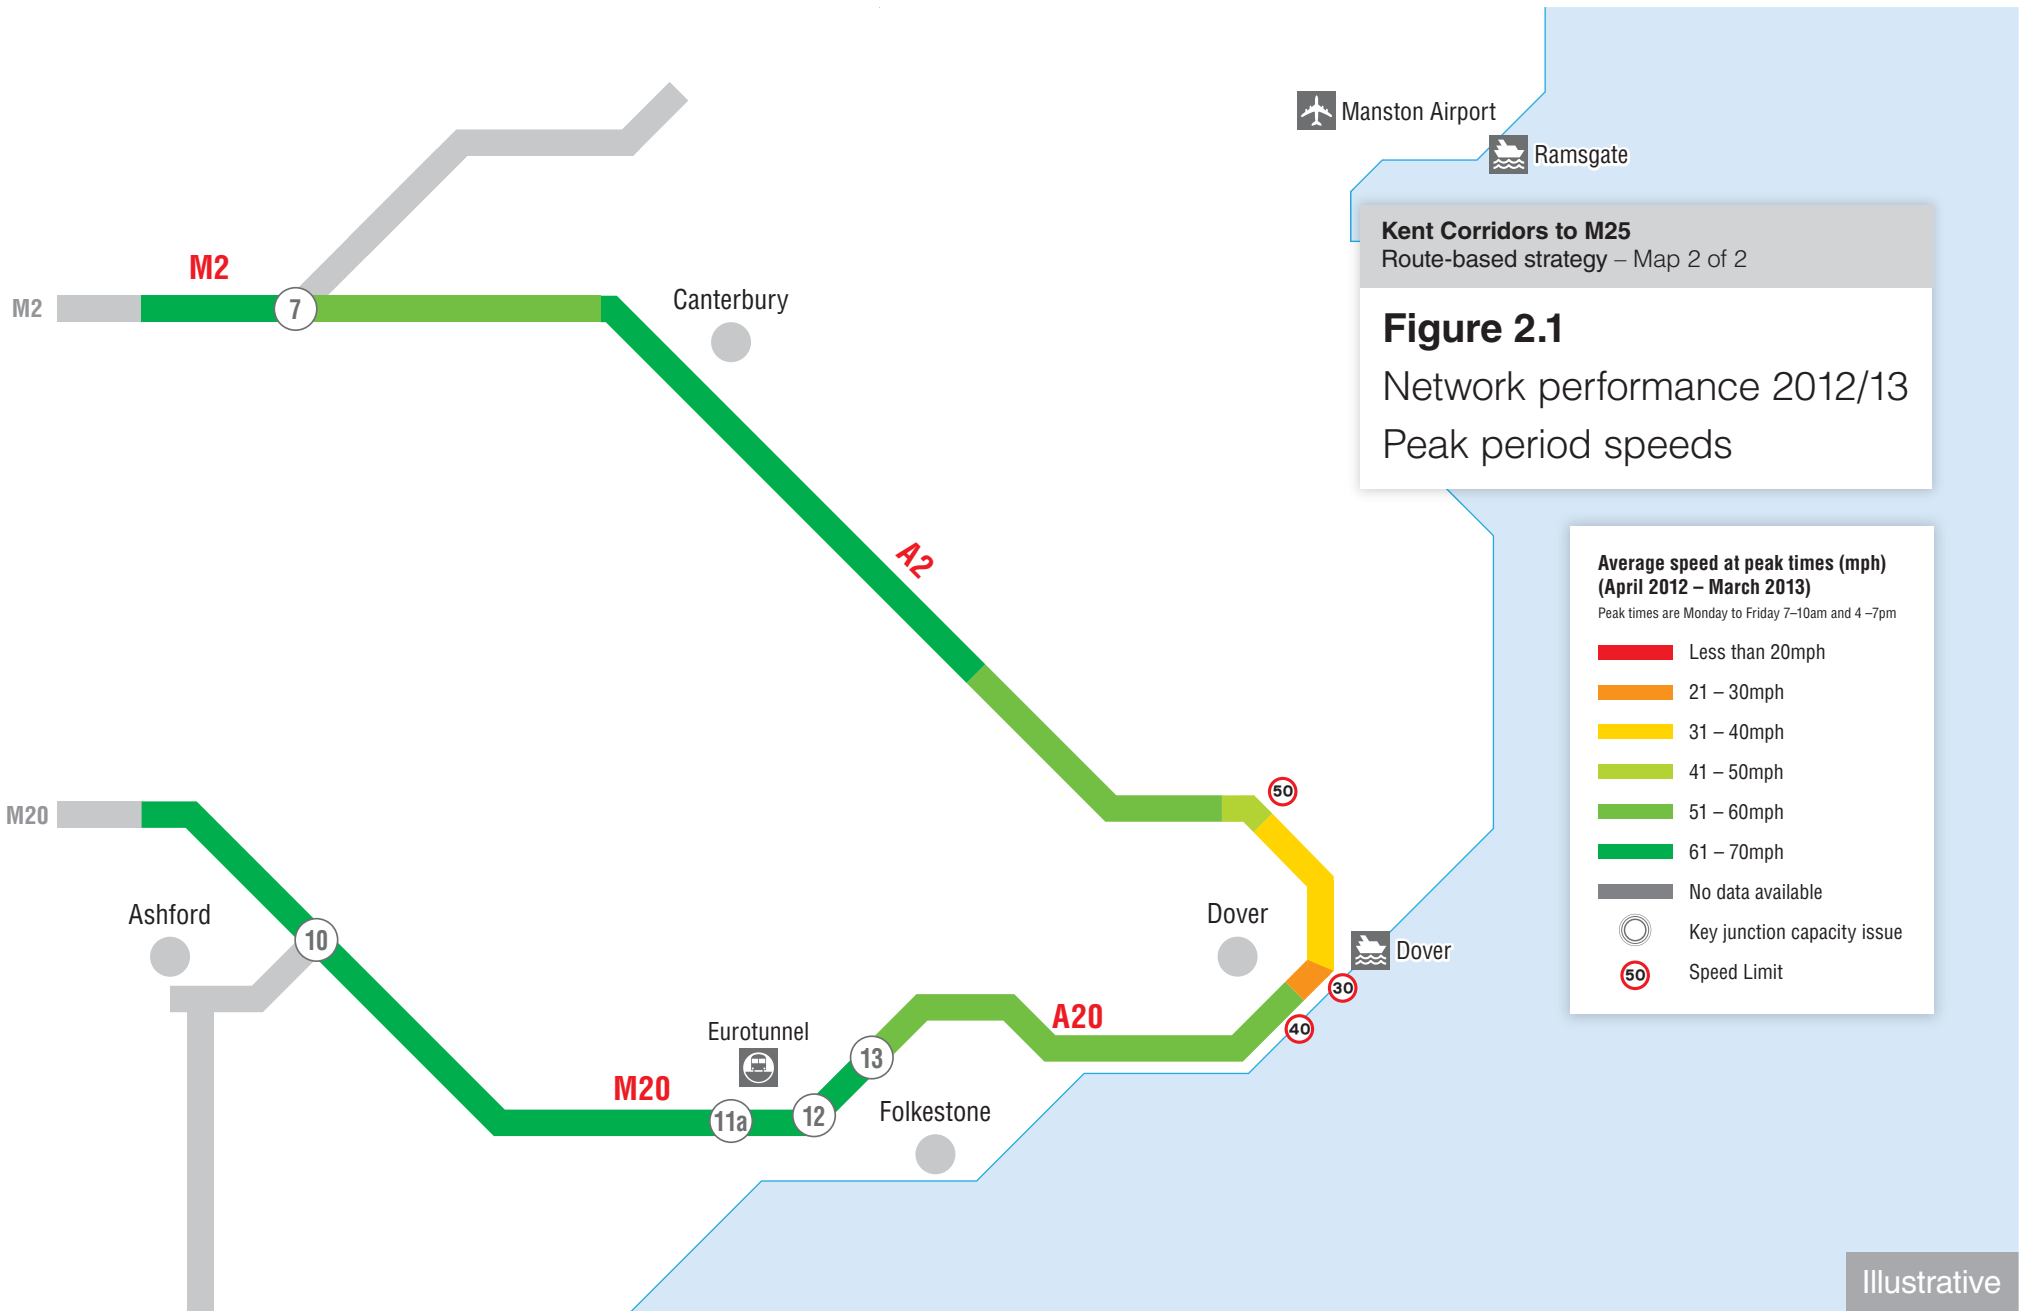 Manston Airport
Ramsgate
Kent Corridors to M25
Route-based strategy – Map 2 of 2
Figure 2.1
Network performance 2012/13
Peak period speeds
M2
M2
7
Canterbury
A2
Average speed at peak times (mph)
(April 2012 – March 2013)
Peak times are Monday to Friday 7–10am and 4 –7pm
Less than 20mph
21 – 30mph
31 – 40mph
41 – 50mph
51 – 60mph
61 – 70mph
No data available
Key junction capacity issue
50
Speed Limit
50
M20
Ashford
10
Dover
Dover
30
40
A20
Eurotunnel
13
M20
11a
12
Folkestone
Illustrative